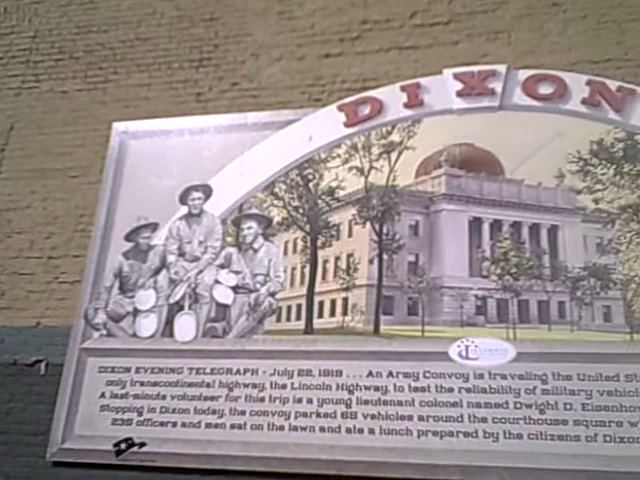 DIXON
DIXON EVENING TELEGRAPH - July 22, 1919 . . . An Army Convoy is traveling the United St
only transcontinental highway, the Lincoln Highway, to test the reliability of military vehic
A last-minute volunteer for this trip is a young lieutenant colonel named Dwight D. Eisenho
Stopping in Dixon today, the convoy parked 65 vehicles around the courthouse square w
235 officers and men sat on the lawn and ate a lunch prepared by the citizens of Dixo